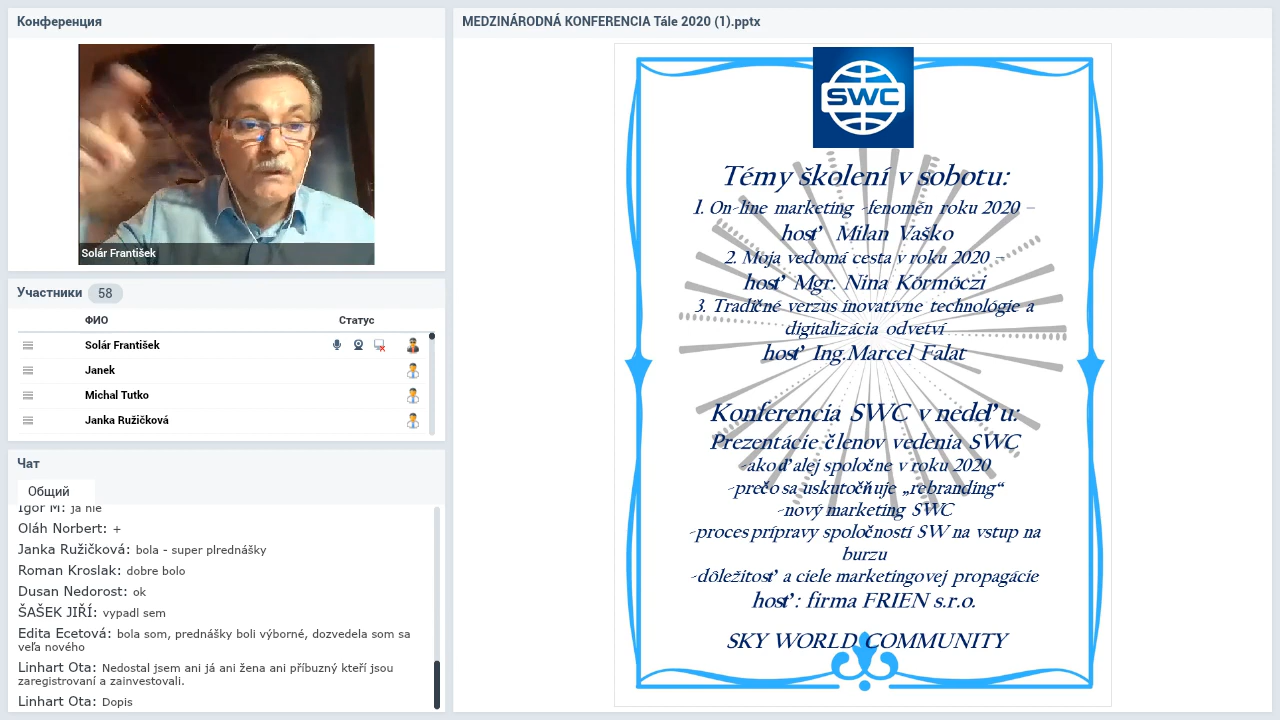 Конференция
Solár František
Участники 58
ФИО Статус
Solár František
Janek
Michal Tutko
Janka Ružičková
Чат
Общий
Igor M: ja nie
Oláh Norbert: +
Janka Ružičková: bola - super plrednášky
Roman Kroslak: dobre bolo
Dusan Nedorost: ok
ŠAŠEK JIŘÍ: vypadl sem
Edita Ecetová: bola som, prednášky boli výborné, dozvedela som sa
veľa nového
Linhart Ota: Nedostal jsem ani já ani žena ani příbuzný kteří jsou
zaregistrovaní a zainvestovali.
Linhart Ota: Dopis
MEDZINÁRODNÁ KONFERENCIA Tále 2020 (1).pptx
SWC
Témy školení v sobotu:
1. On-line marketing -fenomén roku 2020 –
hosť Milan Vaško
2. Moja vedomá cesta v roku 2020 –
hosť Mgr. Nina Körmöczi
3. Tradičné verzus inovatívne technológie a
digitalizácia odvetví
hosť Ing.Marcel Falat
Konferencia SWC v nedeľu:
Prezentácie členov vedenia SWC
-ako ďalej spoločne v roku 2020
-prečo sa uskutočňuje „rebranding“
-nový marketing SWC
-proces prípravy spoločností SW na vstup na
burzu
-dôležitosť a ciele marketingovej propagácie
hosť: firma FRIEN s.r.o.
SKY WORLD COMMUNITY